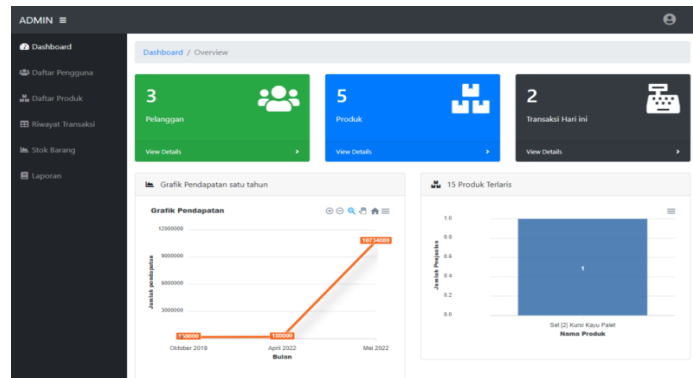 ADMIN
Dashboard
Daftar Pengguna
Daftar Produk
Riwayat Transaksi
Stok Barang
Laporan
Dashboard / Overview
3
Pelanggan
View Details
5
Produk
View Details
2
Transaksi Hari ini
View Details
Grafik Pendapatan satu tahun
Grafik Pendapatan
12000000
9000000
6000000
3000000
Jumlah pendapatan
150000
180000
10734000
Oktober 2019
April 2022
Mei 2022
Bulan
15 Produk Terlaris
1.0
0.8
0.6
0.4
0.2
0.0
Jumlah Penjualan
1
Set [2] Kursi Kayu Palet
Nama Produk